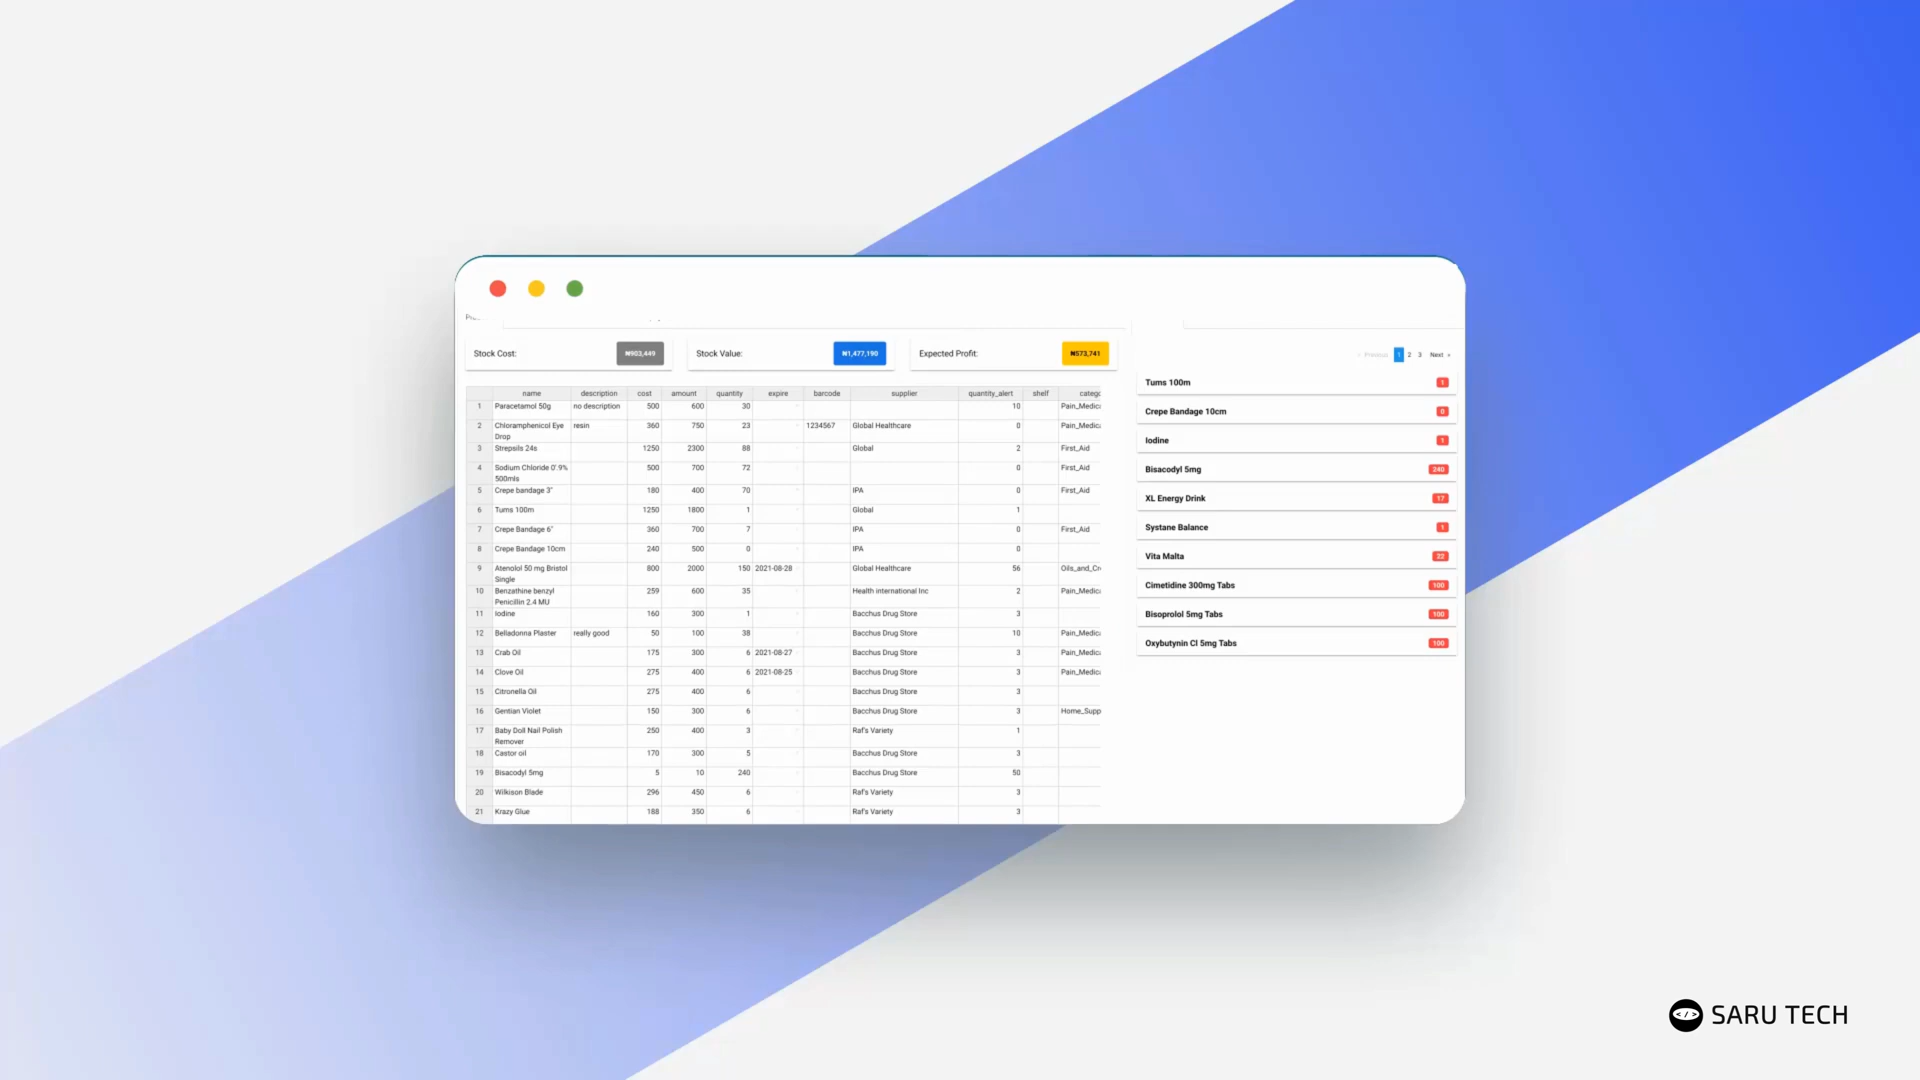 Stock Cost: ₦903,449 Stock Value: ₦1,477,190 Expected Profit: ₦573,741
name description cost amount quantity expire barcode supplier quantity_alert shelf catego
1 Paracetamol 50g no description 500 600 30 10 Pain_Medic
2 Chloramphenicol Eye Drop resin 360 750 23 1234567 Global Healthcare 0 Pain_Medic
3 Strepsils 24s 1250 2300 88 Global 2 First_Aid
4 Sodium Chloride 0'.9% 500mls 500 700 72 0 First_Aid
5 Crepe bandage 3" 180 400 70 IPA 0 First_Aid
6 Tums 100m 1250 1800 1 Global 1
7 Crepe Bandage 6" 360 700 7 IPA 0 First_Aid
8 Crepe Bandage 10cm 240 500 0 IPA 0
9 Atenolol 50 mg Bristol Single 800 2000 150 2021-08-28 Global Healthcare 56 Oils_and_Cr
10 Benzathine benzyl Penicillin 2.4 MU 259 600 35 Health international Inc 2 Pain_Medic
11 Iodine 160 300 1 Bacchus Drug Store 3
12 Belladonna Plaster really good 50 100 38 Bacchus Drug Store 10 Pain_Medic
13 Crab Oil 175 300 6 2021-08-27 Bacchus Drug Store 3 Pain_Medic
14 Clove Oil 275 400 6 2021-08-25 Bacchus Drug Store 3 Pain_Medic
15 Citronella Oil 275 400 6 Bacchus Drug Store 3
16 Gentian Violet 150 300 6 Bacchus Drug Store 3 Home_Supp
17 Baby Doll Nail Polish Remover 250 400 3 Raf's Variety 1
18 Castor oil 170 300 5 Bacchus Drug Store 3
19 Bisacodyl 5mg 5 10 240 Bacchus Drug Store 50
20 Wilkison Blade 296 450 6 Raf's Variety 3
21 Krazy Glue 188 350 6 Raf's Variety 3
« Previous 1 2 3 Next »
Tums 100m 1
Crepe Bandage 10cm 0
Iodine 1
Bisacodyl 5mg 240
XL Energy Drink 17
Systane Balance 1
Vita Malta 32
Cimetidine 300mg Tabs 100
Bisoprolol 5mg Tabs 100
Oxybutynin Cl 5mg Tabs 100
</> SARU TECH